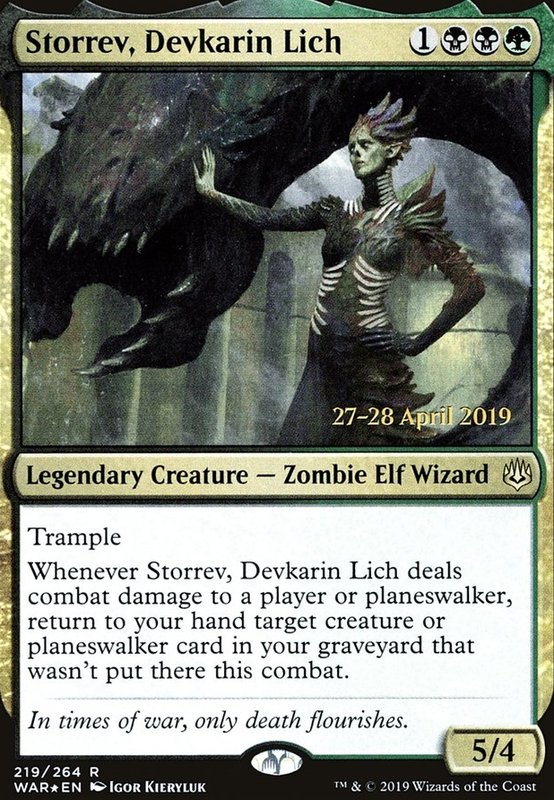 Storrev, Devkarin Lich 1
27–28 April 2019
Legendary Creature — Zombie Elf Wizard
Trample
Whenever Storrev, Devkarin Lich deals
combat damage to a player or planeswalker,
return to your hand target creature or
planeswalker card in your graveyard that
wasn't put there this combat.
In times of war, only death flourishes.
5/4
219/264 R
WAR★EN Igor Kieryluk
™ & © 2019 Wizards of the Coast